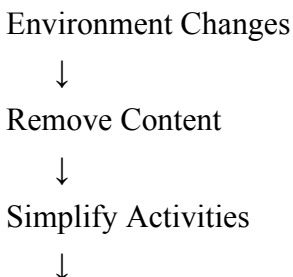 Environment Changes
↓
Remove Content
↓
Simplify Activities
↓